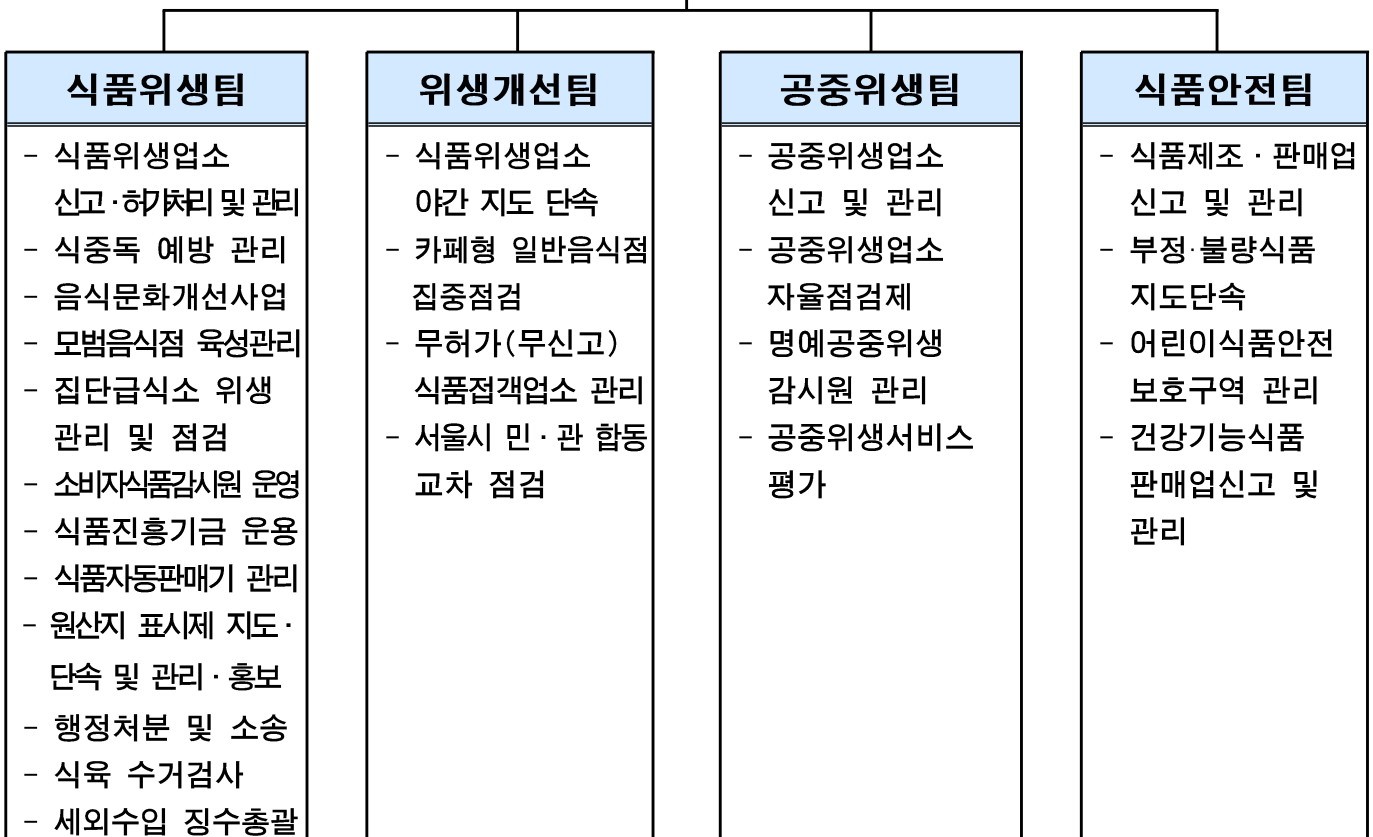 식품위생팀
- 식품위생업소
신고·허가처리 및 관리
- 식중독 예방 관리
- 음식문화개선사업
- 모범음식점 육성관리
- 집단급식소 위생
관리 및 점검
- 소비자식품감시원 운영
- 식품진흥기금 운용
- 식품자동판매기 관리
- 원산지 표시제 지도·
단속 및 관리·홍보
- 행정처분 및 소송
- 식육 수거검사
- 세외수입 징수총괄
위생개선팀
- 식품위생업소
야간 지도 단속
- 카페형 일반음식점
집중점검
- 무허가(무신고)
식품접객업소 관리
- 서울시 민·관 합동
교차 점검
공중위생팀
- 공중위생업소
신고 및 관리
- 공중위생업소
자율점검제
- 명예공중위생
감시원 관리
- 공중위생서비스
평가
식품안전팀
- 식품제조·판매업
신고 및 관리
- 부정·불량식품
지도단속
- 어린이식품안전
보호구역 관리
- 건강기능식품
판매업신고 및
관리